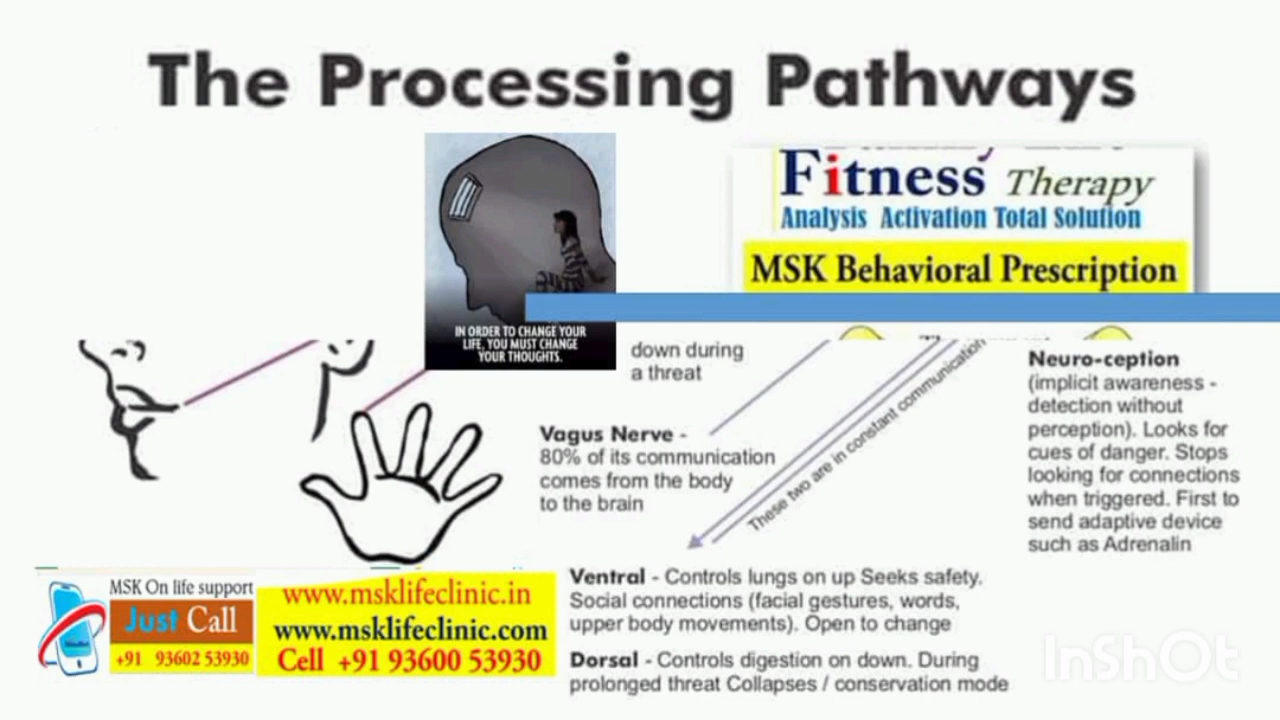 The Processing Pathways
Fitness Therapy
Analysis Activation Total Solution
MSK Behavioral Prescription
IN ORDER TO CHANGE YOUR
LIFE, YOU MUST CHANGE
YOUR THOUGHTS.
down during
a threat
Vagus Nerve -
80% of its communication
comes from the body
to the brain
These two are in constant communication
Neuro-ception
(implicit awareness -
detection without
perception). Looks for
cues of danger. Stops
looking for connections
when triggered. First to
send adaptive device
such as Adrenalin
MSK On life support
Just Call
+91 93602 53930
www.msklifeclinic.in
www.msklifeclinic.com
Cell +91 93600 53930
Ventral - Controls lungs on up Seeks safety.
Social connections (facial gestures, words,
upper body movements). Open to change
Dorsal - Controls digestion on down. During
prolonged threat Collapses / conservation mode
InShOt